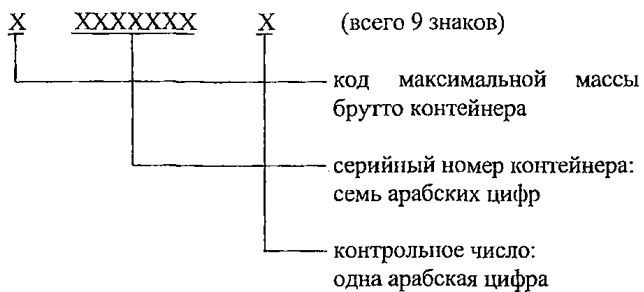 X XXXXXXX X (всего 9 знаков)
код максимальной массы
брутто контейнера
серийный номер контейнера:
семь арабских цифр
контрольное число:
одна арабская цифра